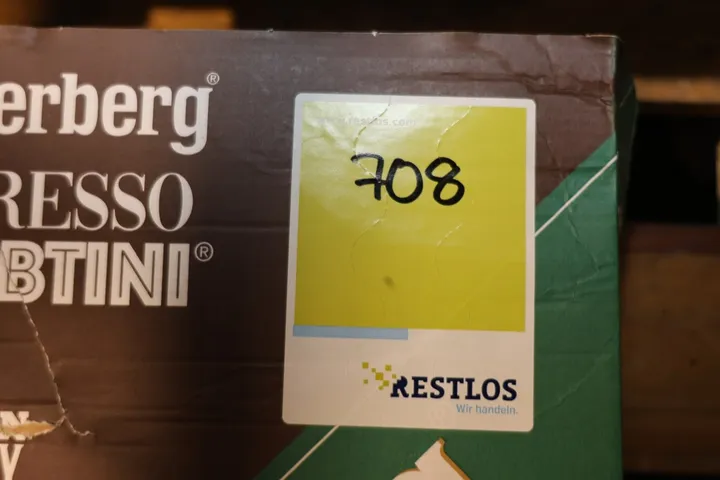 erberg®
RESSO
BTINI®
708
RESTLOS
Wir handeln.